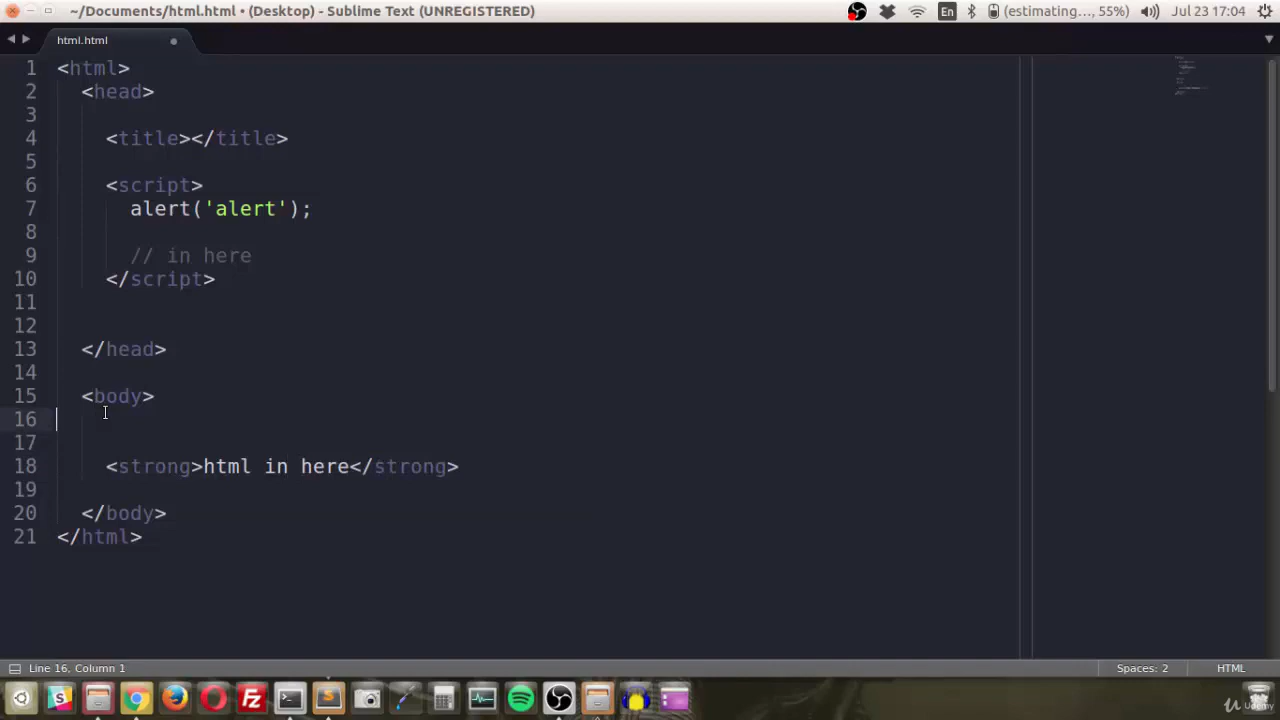 ~/Documents/html.html • (Desktop) - Sublime Text (UNREGISTERED)
En
(estimating..., 55%)
Jul 23 17:04
html.html
1 <html>
2 <head>
3
4 <title></title>
5
6 <script>
7 alert('alert');
8
9 // in here
10 </script>
11
12
13 </head>
14
15 <body>
16
17
18 <strong>html in here</strong>
19
20 </body>
21 </html>
Line 16, Column 1
Spaces: 2
HTML
Udemy